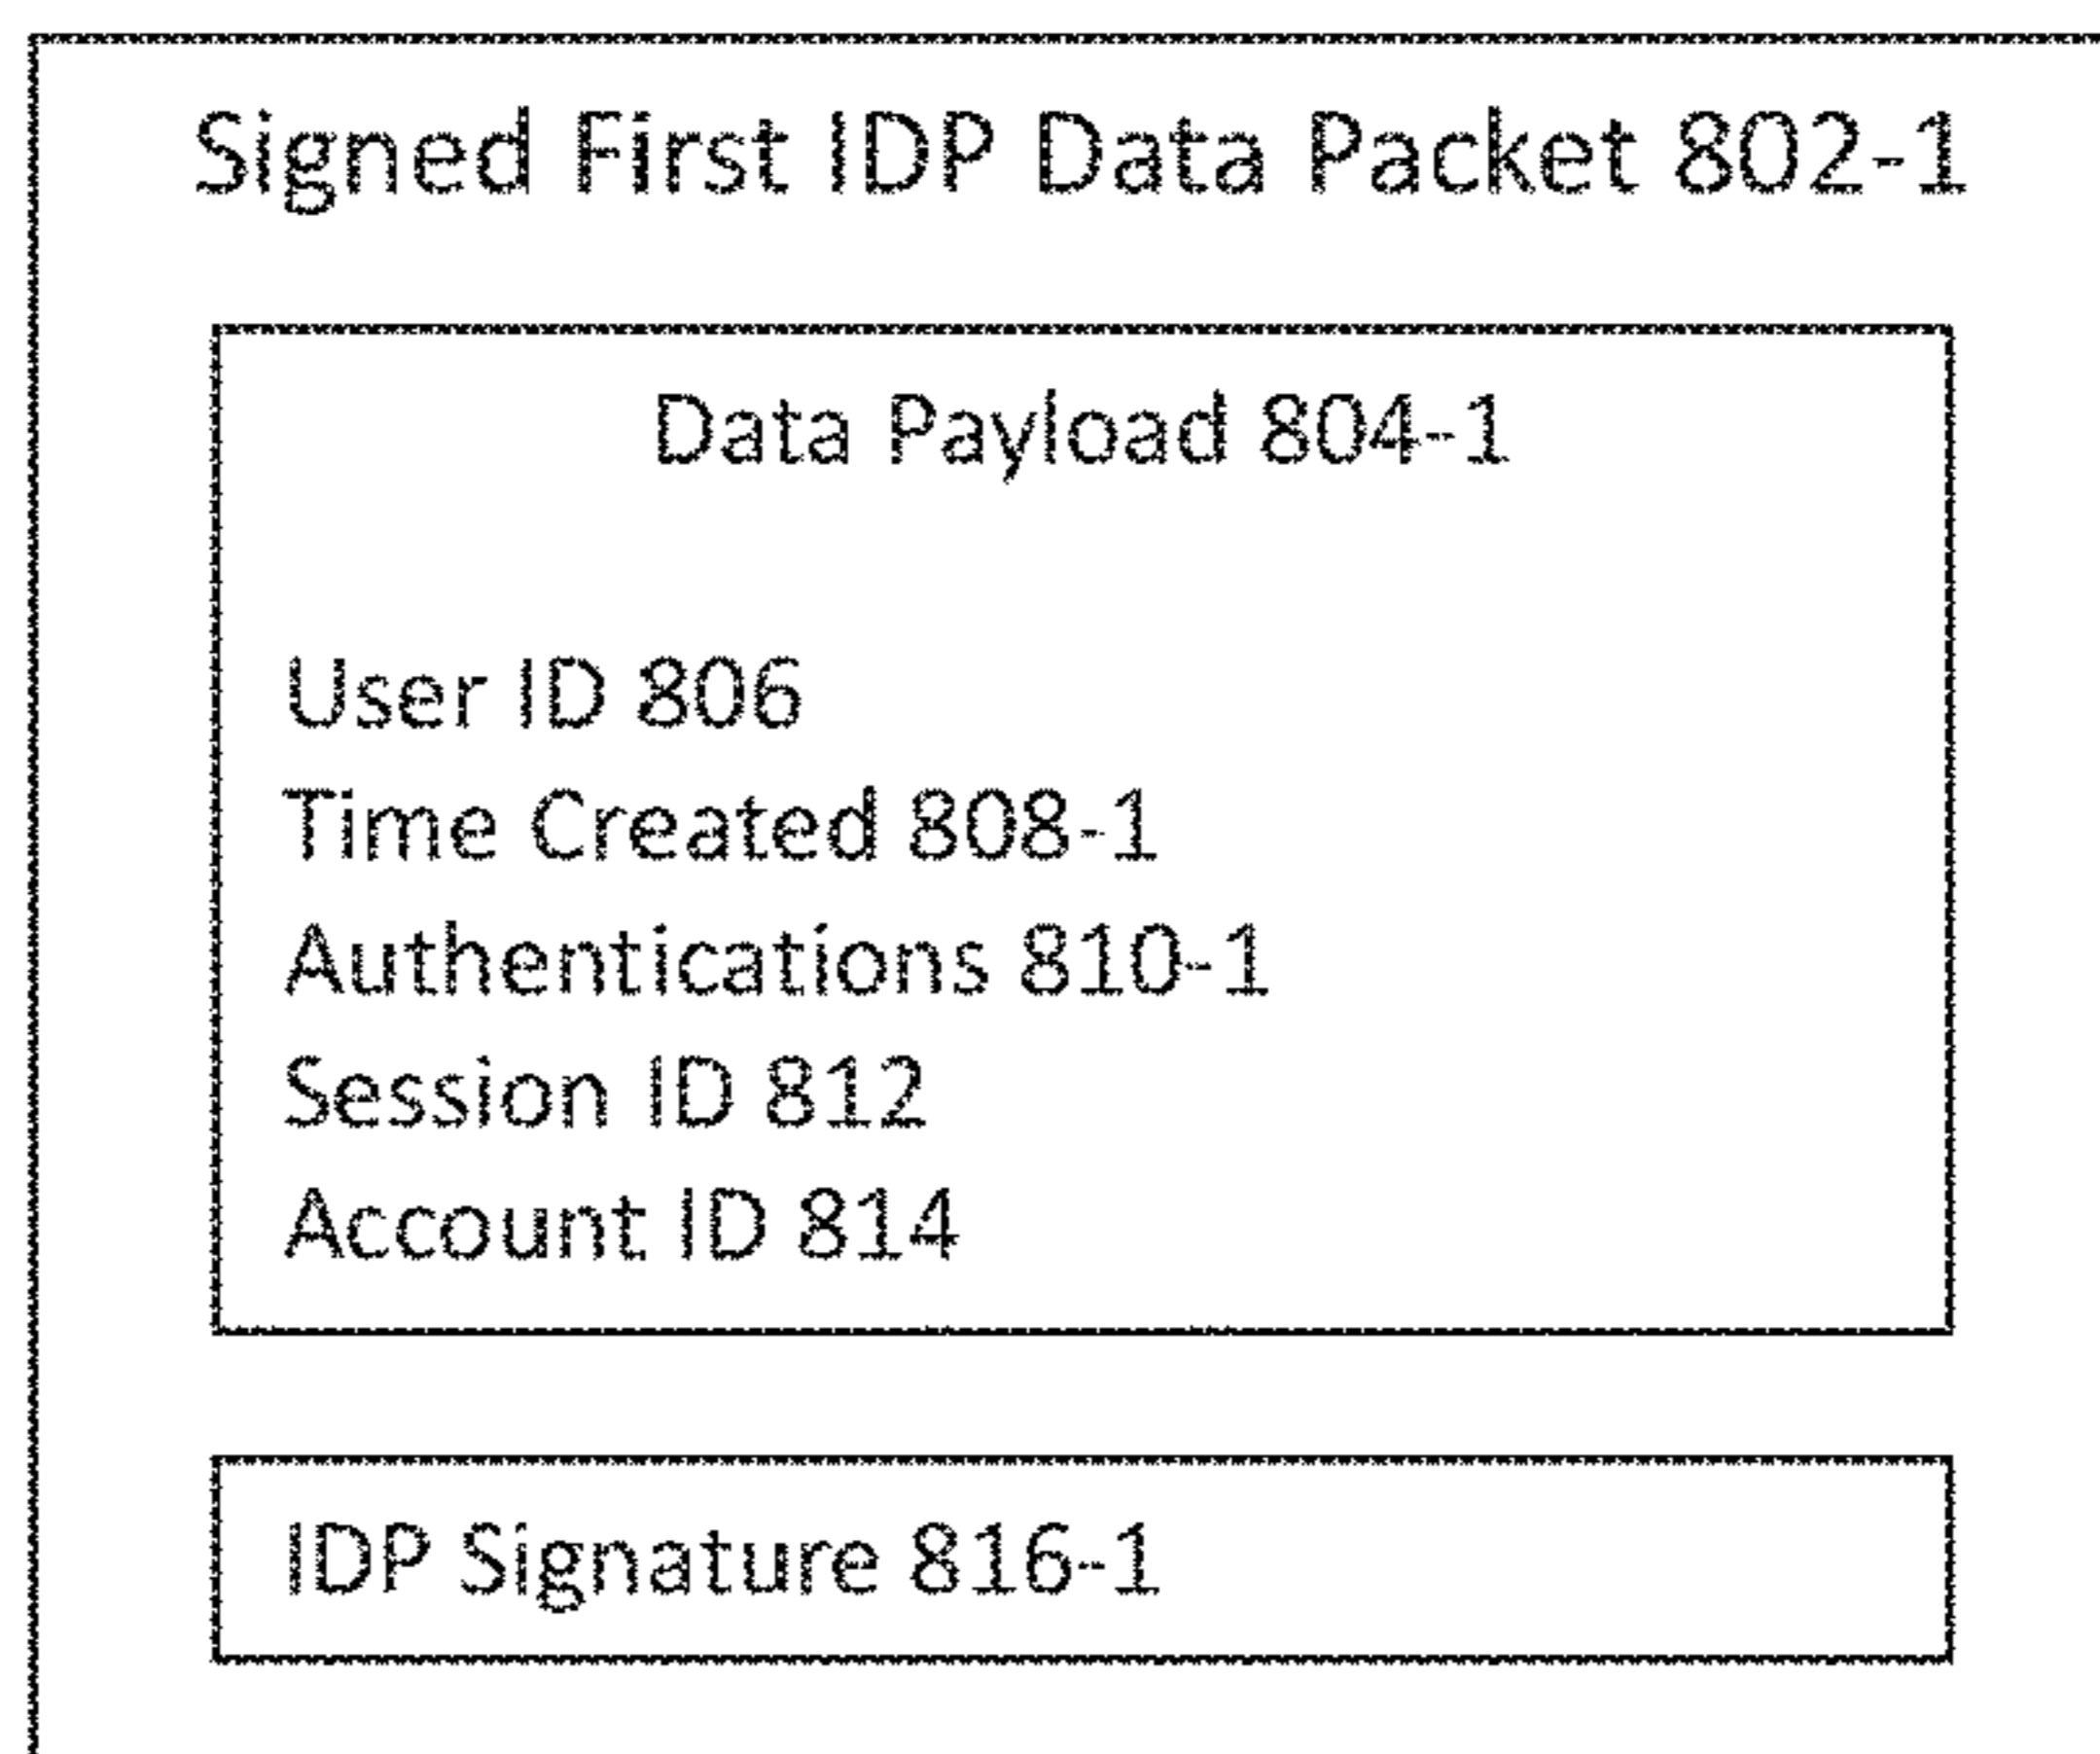 Signed First IDP Data Packet 802-1
Data Payload 804-1
User ID 806
Time Created 808-1
Authentications 810-1
Session ID 812
Account ID 814
IDP Signature 816-1